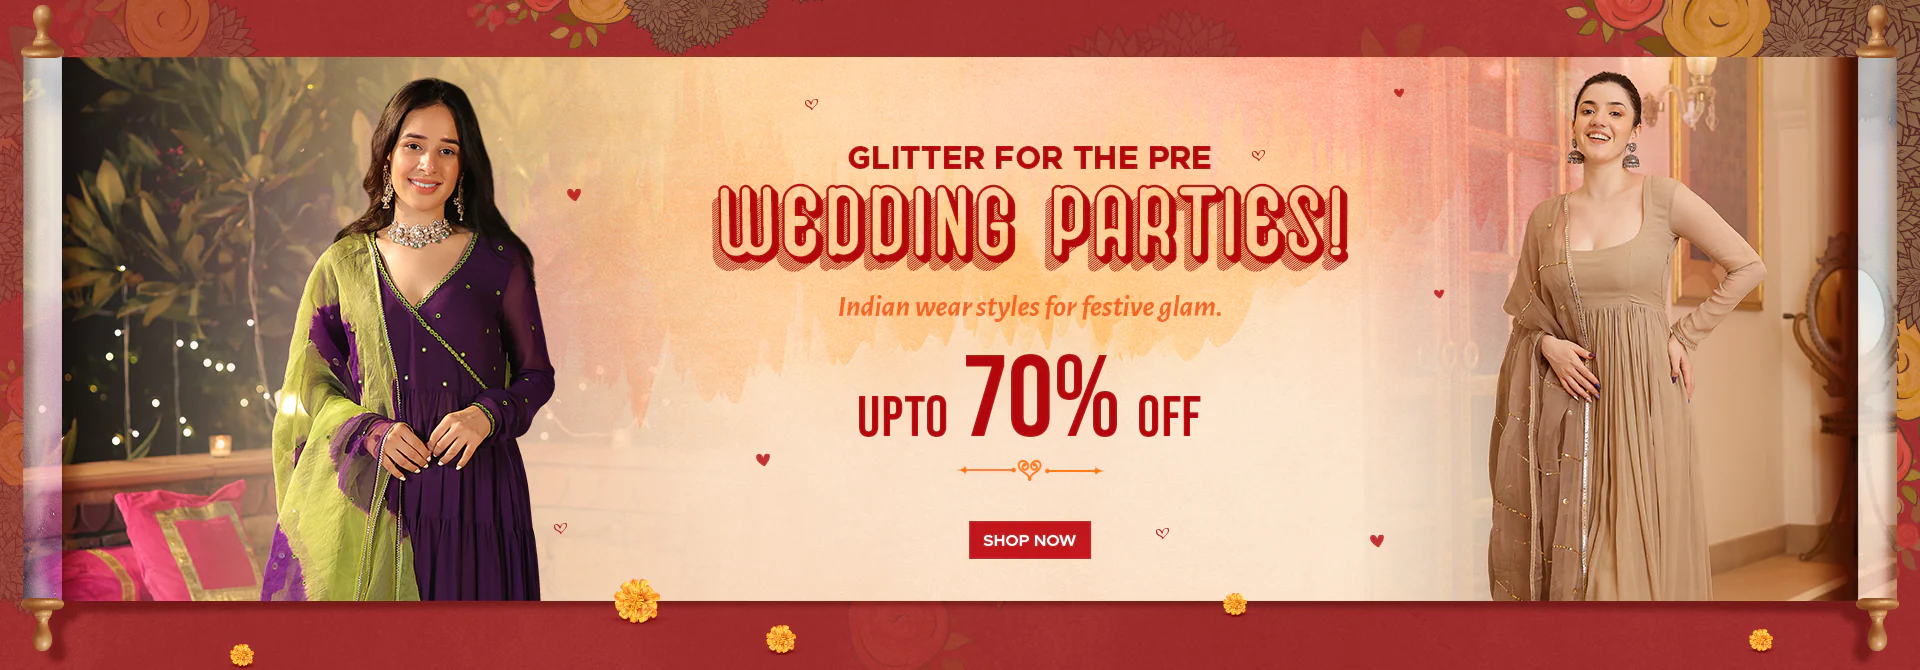 GLITTER FOR THE PRE
WEDDING PARTIES!
Indian wear styles for festive glam.
UPTO 70% OFF
SHOP NOW